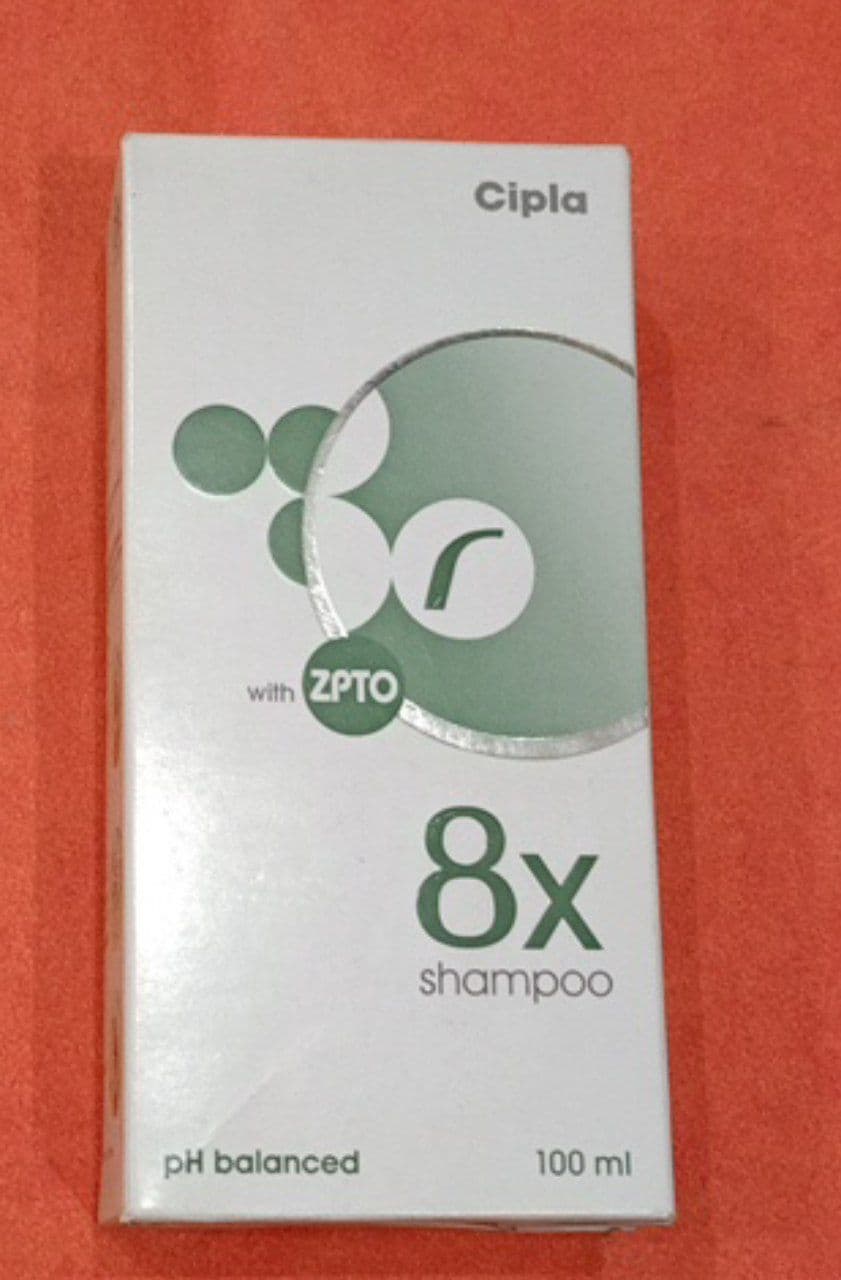 Cipla
with ZPTO
8x
shampoo
pH balanced 100 ml